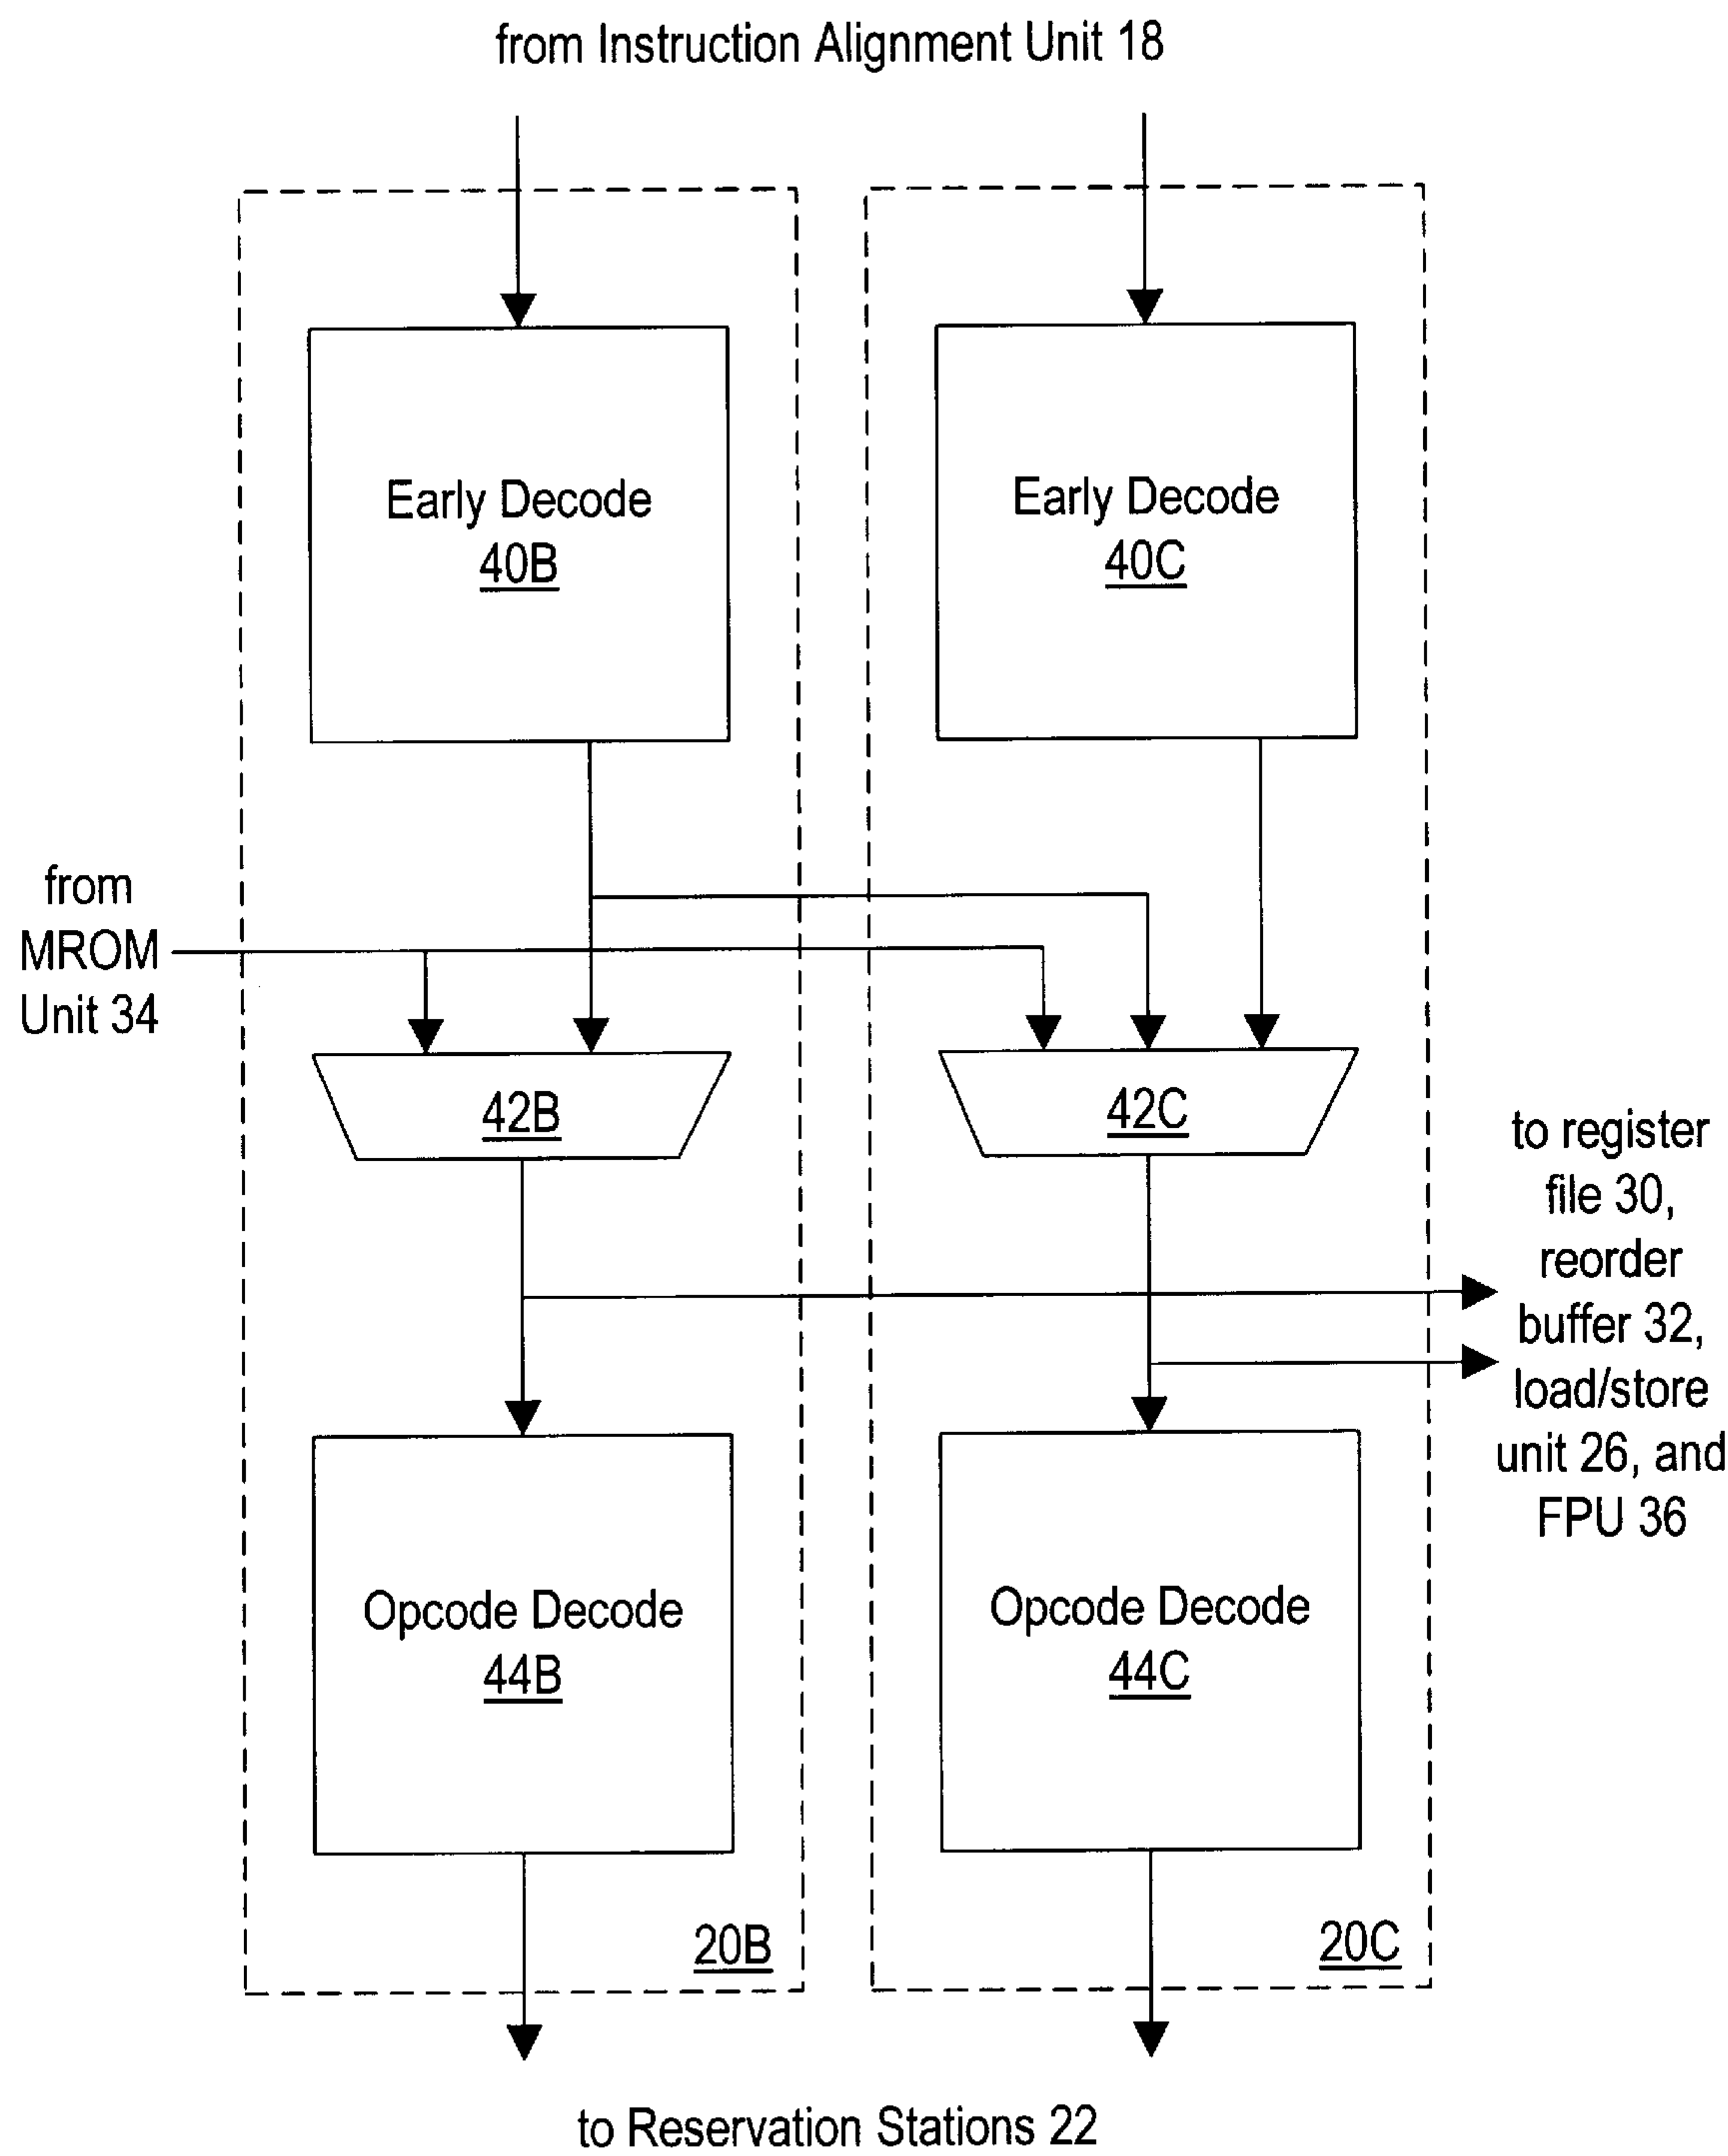 from Instruction Alignment Unit 18
Early Decode
40B
Early Decode
40C
from
MROM
Unit 34
42B
42C
to register
file 30,
reorder
buffer 32,
load/store
unit 26, and
FPU 36
Opcode Decode
44B
Opcode Decode
44C
20B
20C
to Reservation Stations 22